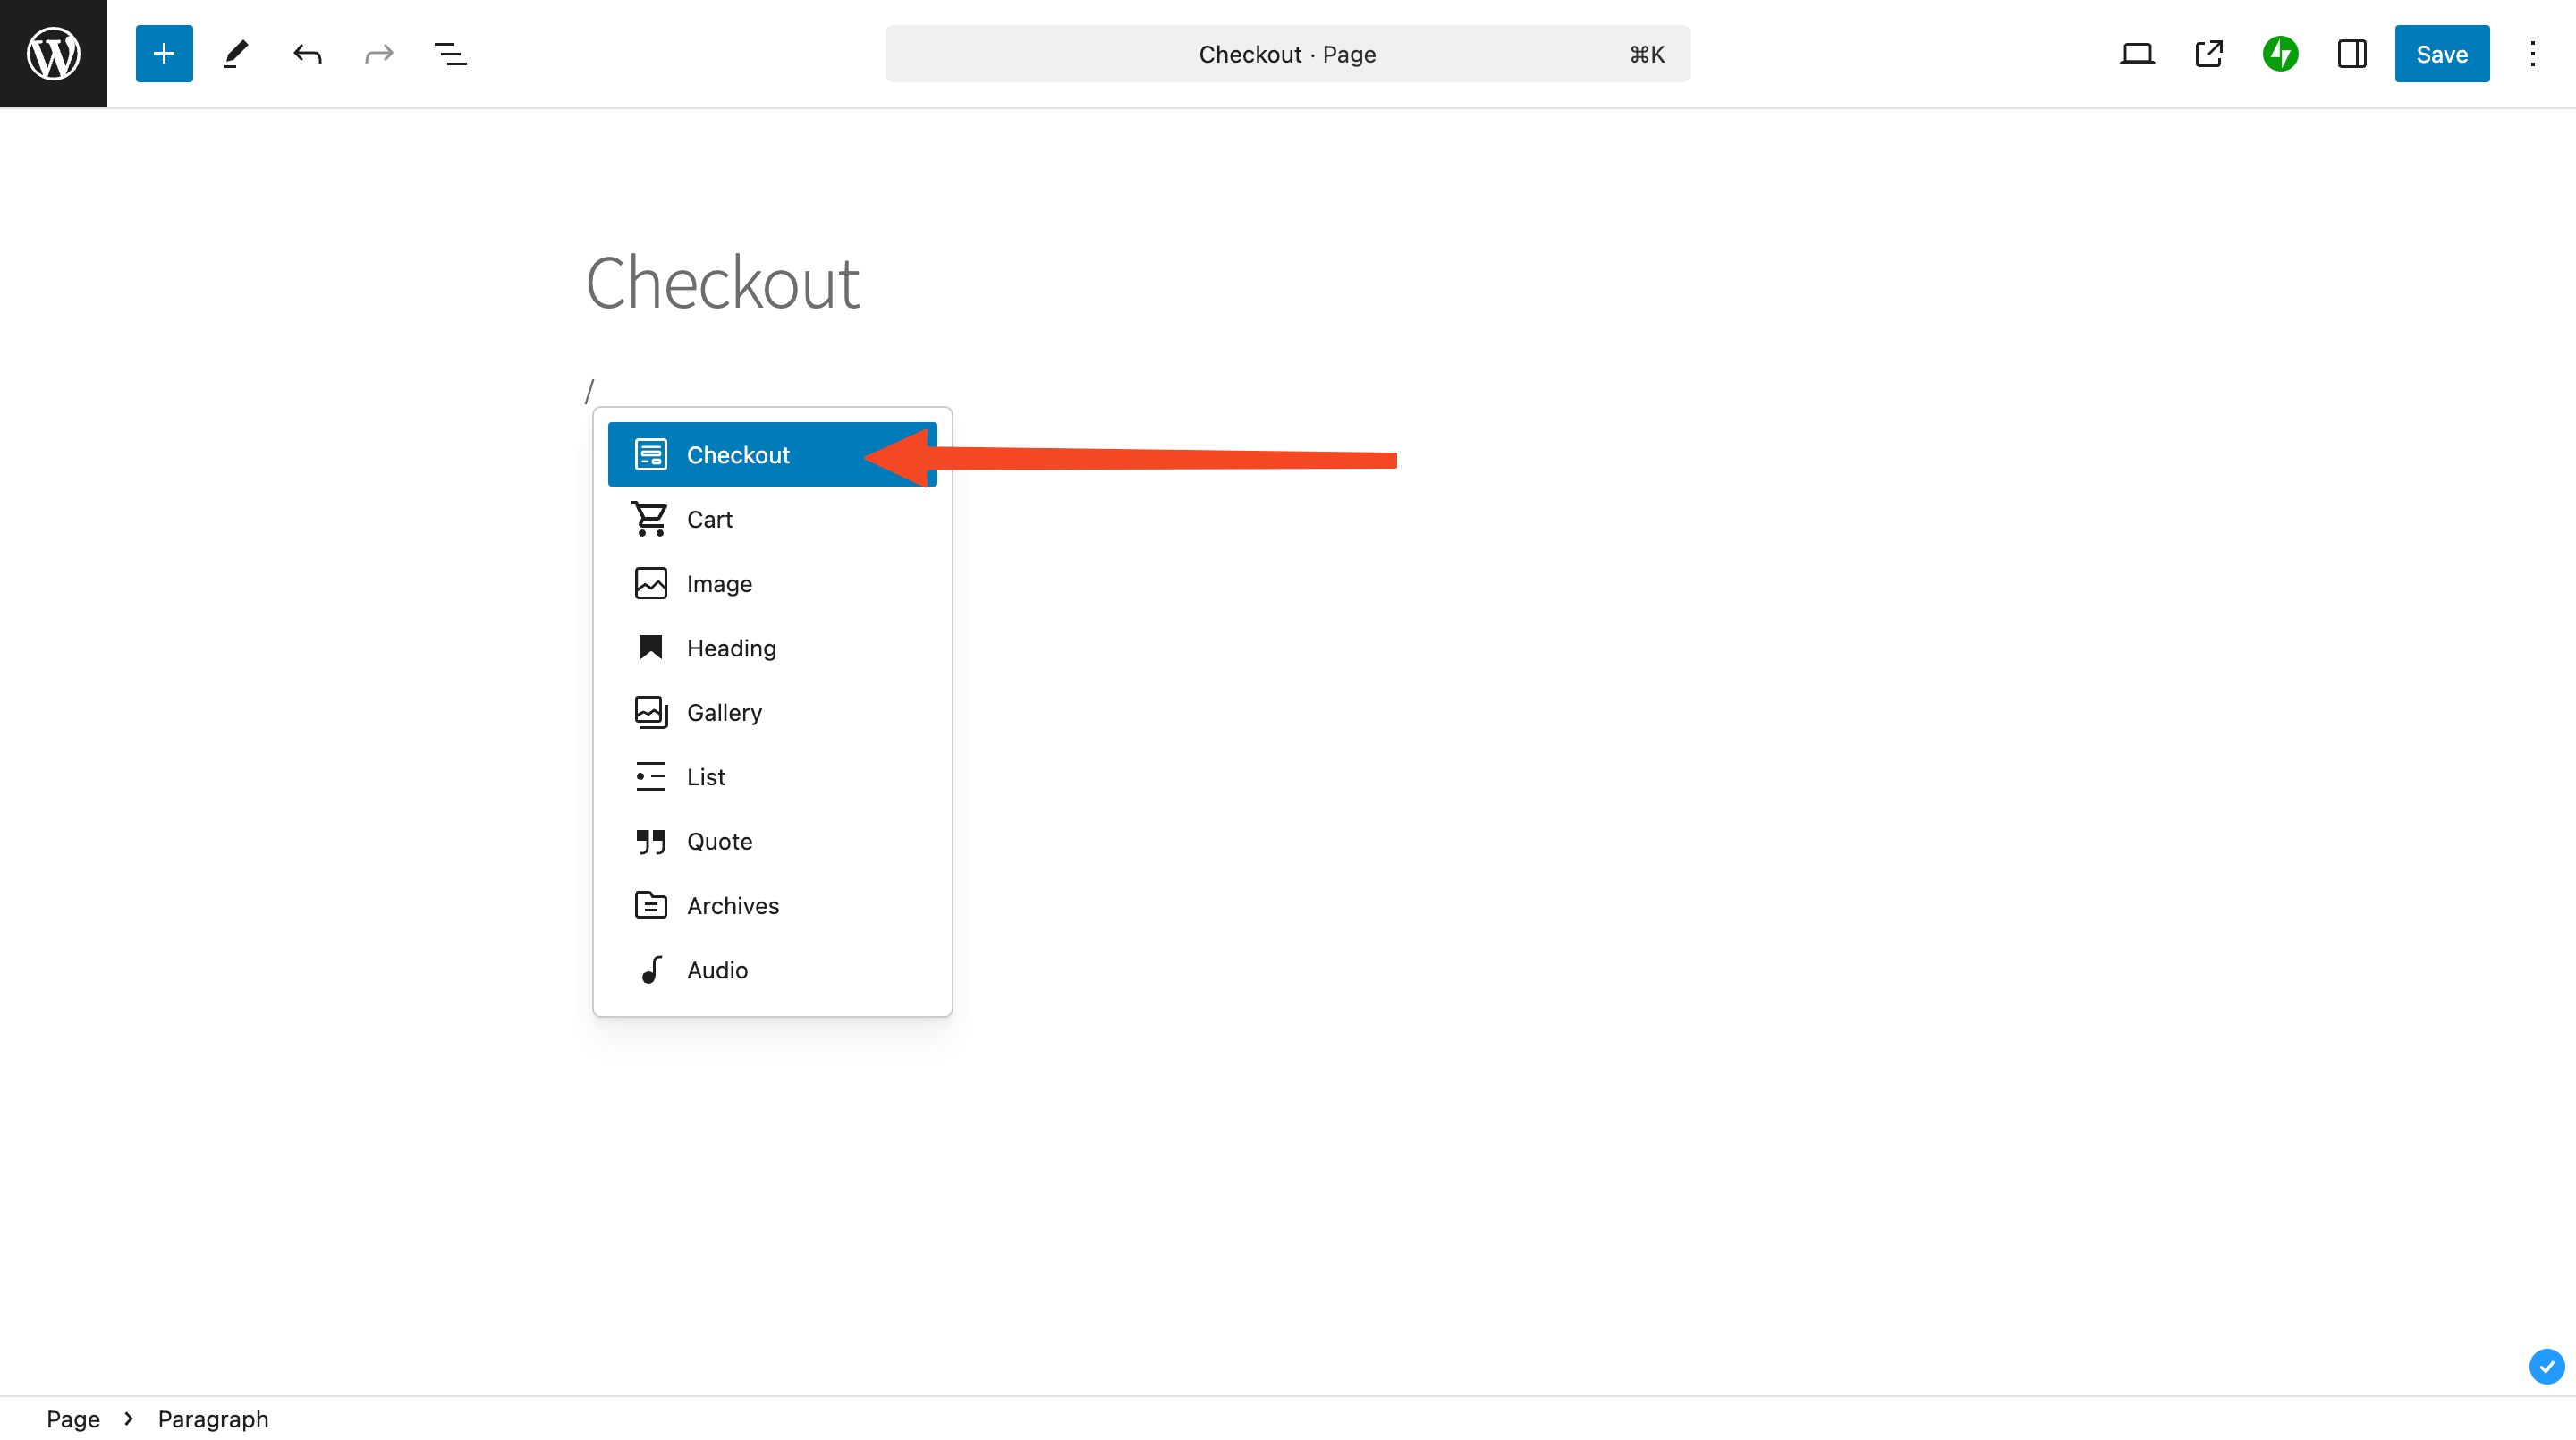 Checkout · Page ⌘K
Save
Checkout
/
Checkout
Cart
Image
Heading
Gallery
List
Quote
Archives
Audio
Page > Paragraph